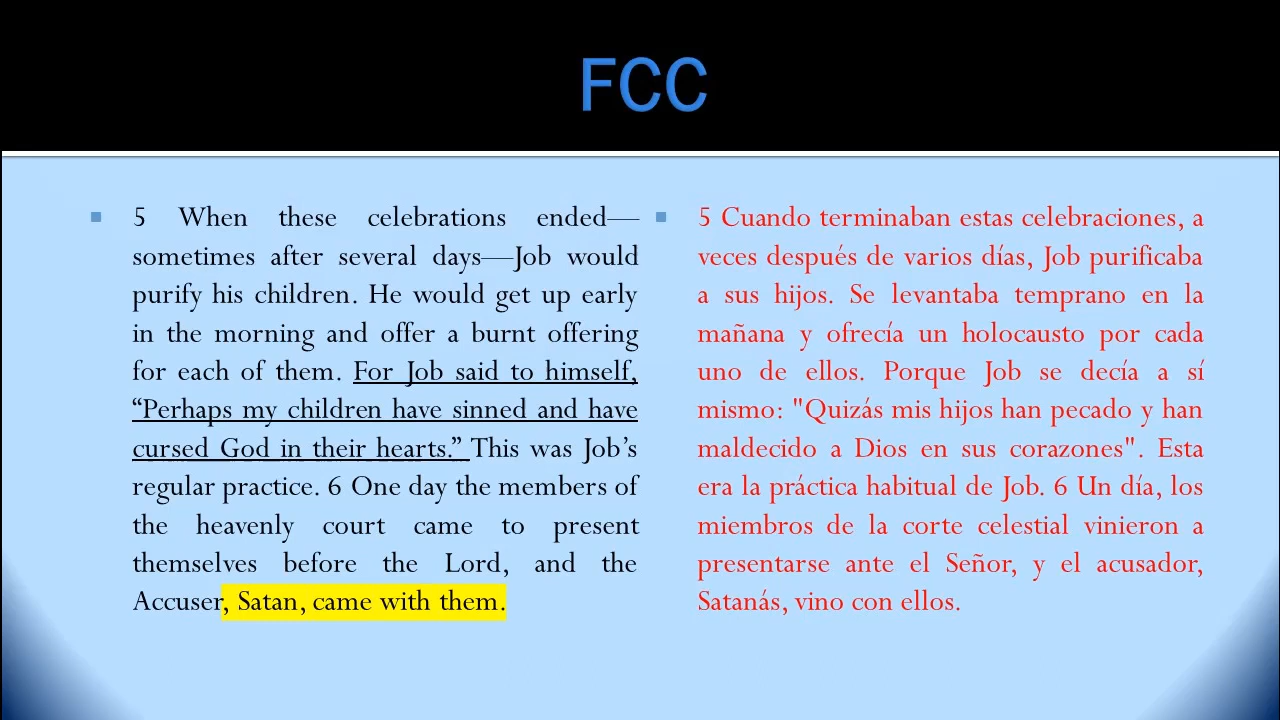 FCC
5 When these celebrations ended—
sometimes after several days—Job would
purify his children. He would get up early
in the morning and offer a burnt offering
for each of them. For Job said to himself,
“Perhaps my children have sinned and have
cursed God in their hearts.” This was Job’s
regular practice. 6 One day the members of
the heavenly court came to present
themselves before the Lord, and the
Accuser, Satan, came with them.
5 Cuando terminaban estas celebraciones, a
veces después de varios días, Job purificaba
a sus hijos. Se levantaba temprano en la
mañana y ofrecía un holocausto por cada
uno de ellos. Porque Job se decía a sí
mismo: "Quizás mis hijos han pecado y han
maldecido a Dios en sus corazones". Esta
era la práctica habitual de Job. 6 Un día, los
miembros de la corte celestial vinieron a
presentarse ante el Señor, y el acusador,
Satanás, vino con ellos.